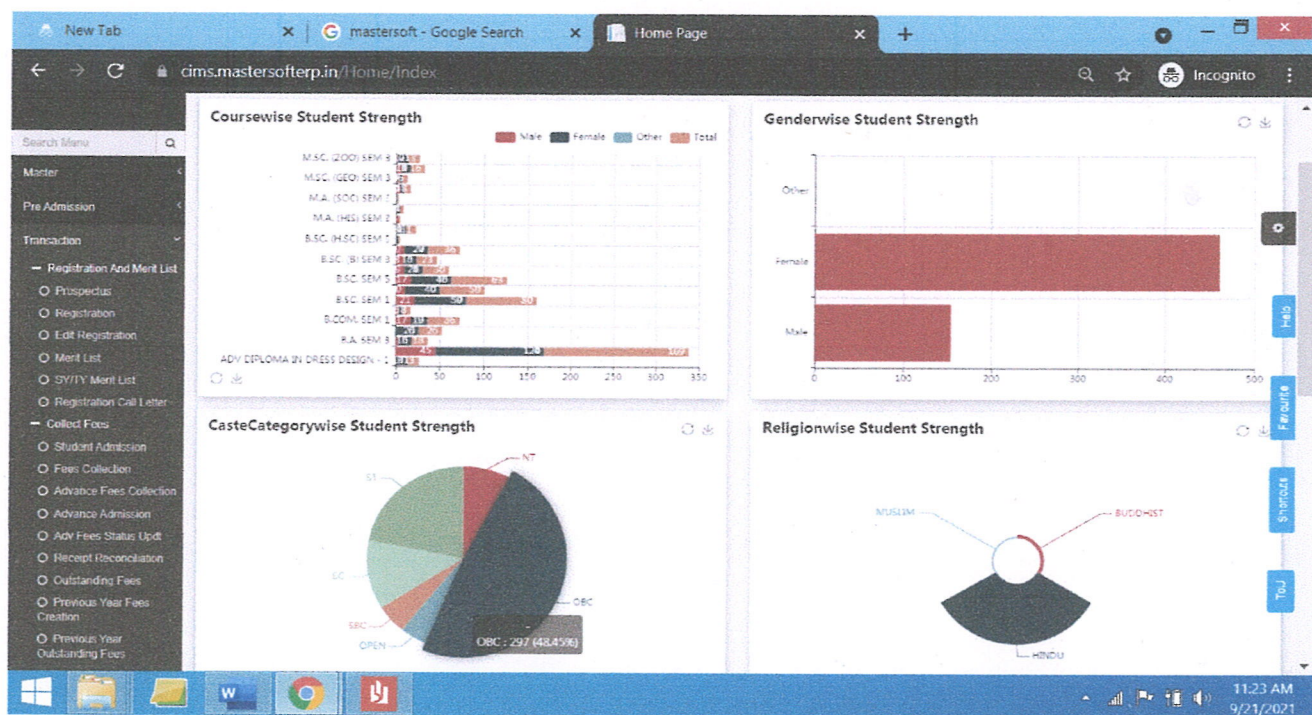 New Tab
mastersoft - Google Search
Home Page
cims.mastersofterp.in/Home/Index
Incognito
Search Menu
Master
Pre Admission
Transaction
Registration And Merit List
Prospectus
Registration
Edit Registration
Merit List
SY/TY Merit List
Registration Call Letter
Collect Fees
Student Admission
Fees Collection
Advance Fees Collection
Advance Admission
Adv Fees Status Updt
Receipt Reconciliation
Outstanding Fees
Previous Year Fees
Creation
Previous Year
Outstanding Fees
Coursewise Student Strength
Male Female Other Total
M.SC. (ZOO) SEM 3
M.SC. (GEO) SEM 3
M.A. (SOC) SEM
M.A. (HIS) SEM
B.SC. (H.SC) SEM
B.SC. (B) SEM 3
B.SC. SEM 5
B.SC. SEM 1
B.COM. SEM 1
B.A. SEM 3
ADV DIPLOMA IN DRESS DESIGN - 1
45 120
40
21 50 80
0 50 100 150 200 250 300 350
Genderwise Student Strength
Other
Female
Male
0 100 200 300 400 500
CasteCategorywise Student Strength
NT
ST
SC
SBC
OPEN
OBC
OBC : 297 (48.45%)
Religionwise Student Strength
MUSLIM
BUDDHIST
HINDU
Help
Favourite
Shortcuts
ToU
11:23 AM
9/21/2021